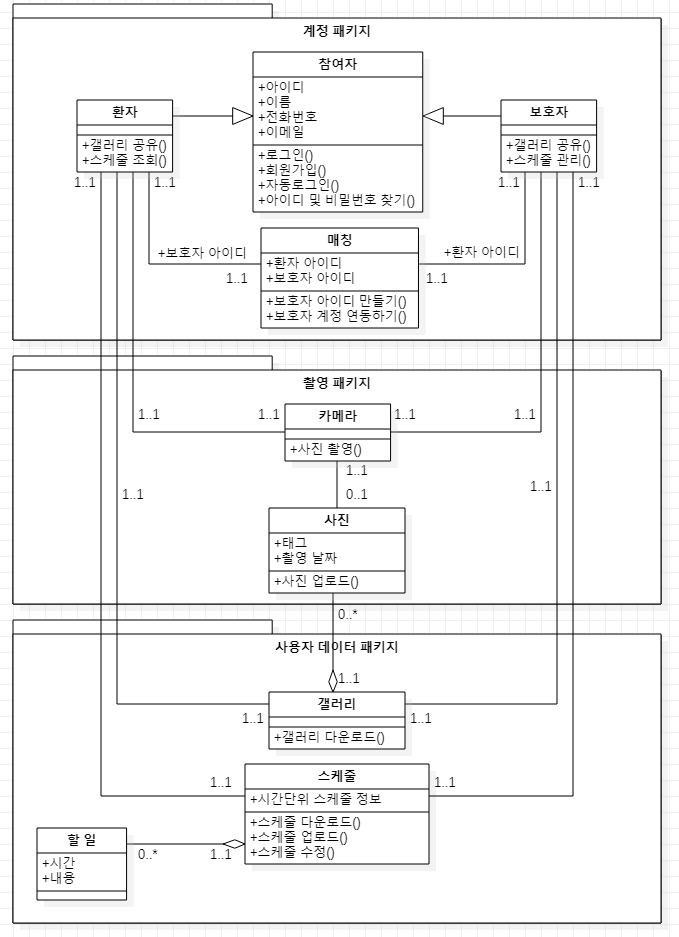 계정 패키지
참여자
+아이디
+이름
+전화번호
+이메일
+로그인()
+회원가입()
+자동로그인()
+아이디 및 비밀번호 찾기()
환자
+갤러리 공유()
+스케줄 조회()
보호자
+갤러리 공유()
+스케줄 관리()
1..1
1..1
1..1
1..1
매칭
+환자 아이디
+보호자 아이디
+보호자 아이디 만들기()
+보호자 계정 연동하기()
+보호자 아이디
1..1
+환자 아이디
1..1
촬영 패키지
카메라
+사진 촬영()
1..1
1..1
1..1
1..1
1..1
0..1
1..1
1..1
사진
+태그
+촬영 날짜
+사진 업로드()
0..*
사용자 데이터 패키지
1..1
갤러리
+갤러리 다운로드()
1..1
1..1
스케줄
+시간단위 스케줄 정보
+스케줄 다운로드()
+스케줄 업로드()
+스케줄 수정()
1..1
1..1
할 일
+시간
+내용
0..*
1..1